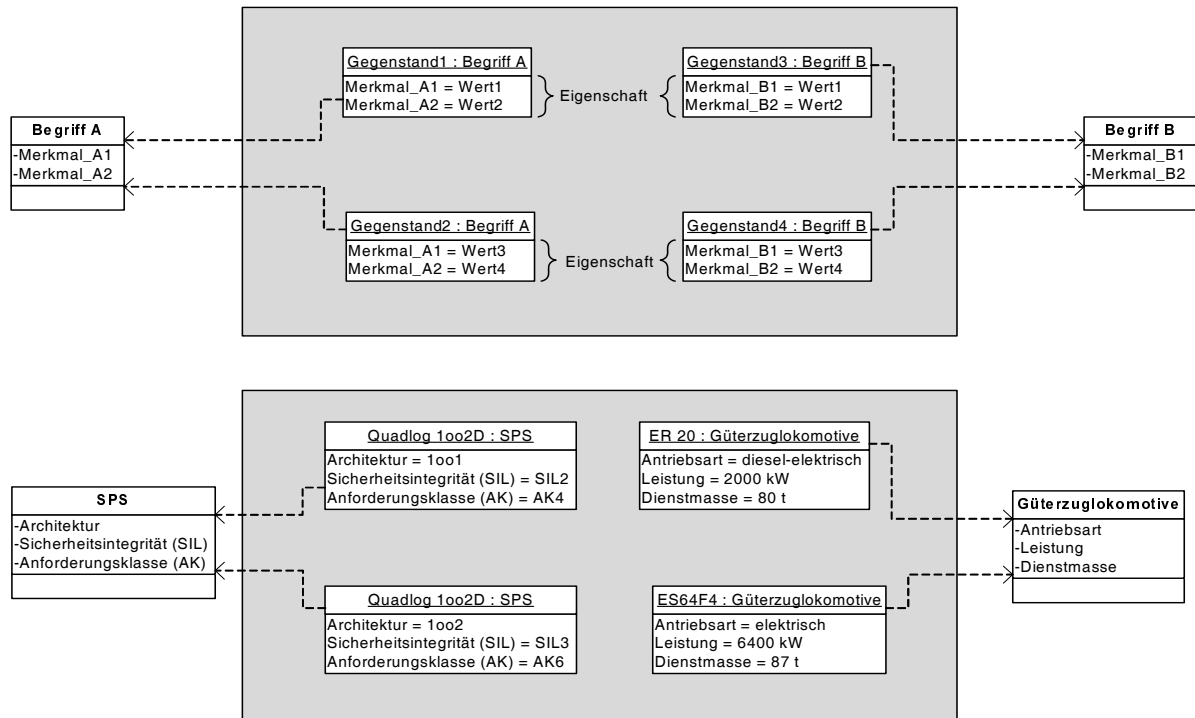 Gegenstand1 : Begriff A
Merkmal_A1 = Wert1
Merkmal_A2 = Wert2
Eigenschaft
Gegenstand3 : Begriff B
Merkmal_B1 = Wert1
Merkmal_B2 = Wert2
Begriff A
-Merkmal_A1
-Merkmal_A2
Begriff B
-Merkmal_B1
-Merkmal_B2
Gegenstand2 : Begriff A
Merkmal_A1 = Wert3
Merkmal_A2 = Wert4
Eigenschaft
Gegenstand4 : Begriff B
Merkmal_B1 = Wert3
Merkmal_B2 = Wert4
Quadlog 1oo2D : SPS
Architektur = 1oo1
Sicherheitsintegrität (SIL) = SIL2
Anforderungsklasse (AK) = AK4
ER 20 : Güterzuglokomotive
Antriebsart = diesel-elektrisch
Leistung = 2000 kW
Dienstmasse = 80 t
SPS
-Architektur
-Sicherheitsintegrität (SIL)
-Anforderungsklasse (AK)
Güterzuglokomotive
-Antriebsart
-Leistung
-Dienstmasse
Quadlog 1oo2D : SPS
Architektur = 1oo2
Sicherheitsintegrität (SIL) = SIL3
Anforderungsklasse (AK) = AK6
ES64F4 : Güterzuglokomotive
Antriebsart = elektrisch
Leistung = 6400 kW
Dienstmasse = 87 t